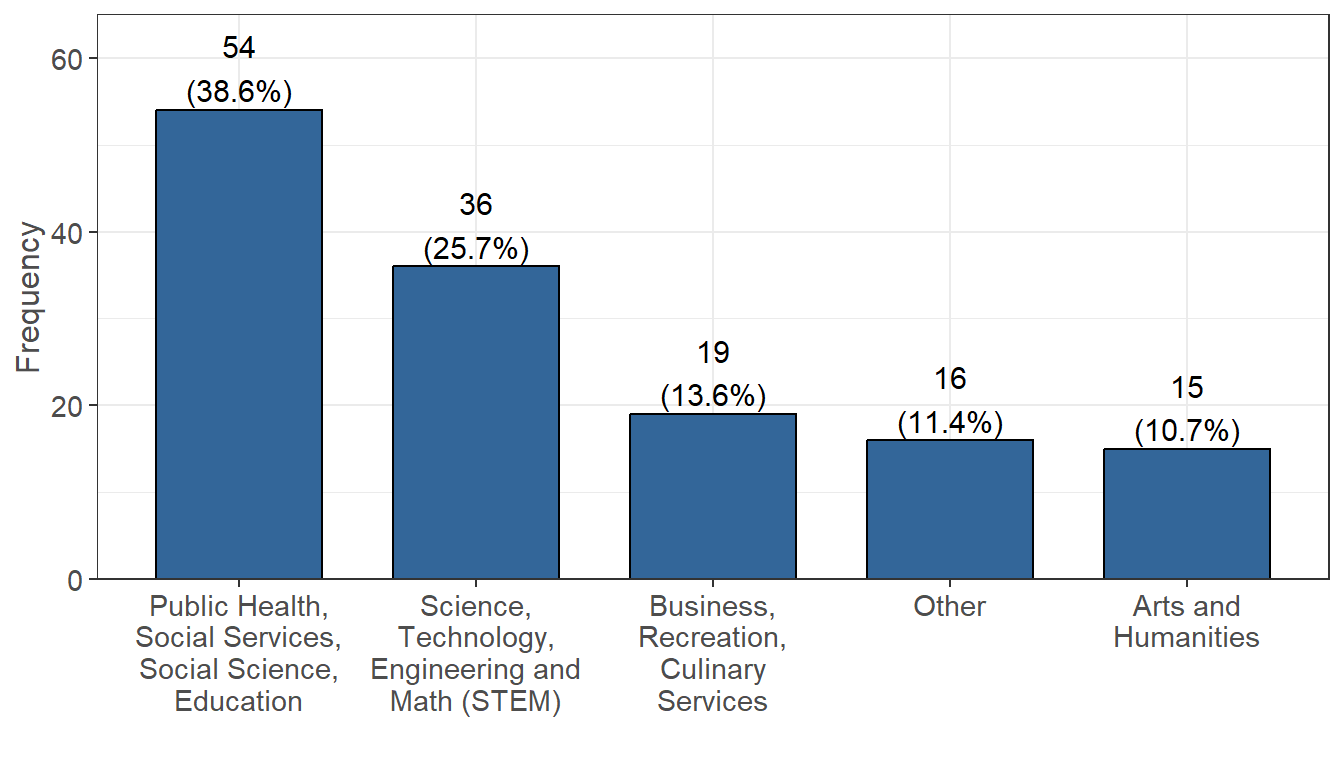 54
(38.6%)
36
(25.7%)
19
(13.6%)
16
(11.4%)
15
(10.7%)
Frequency
60
40
20
0
Public Health,
Social Services,
Social Science,
Education
Science,
Technology,
Engineering and
Math (STEM)
Business,
Recreation,
Culinary
Services
Other
Arts and
Humanities